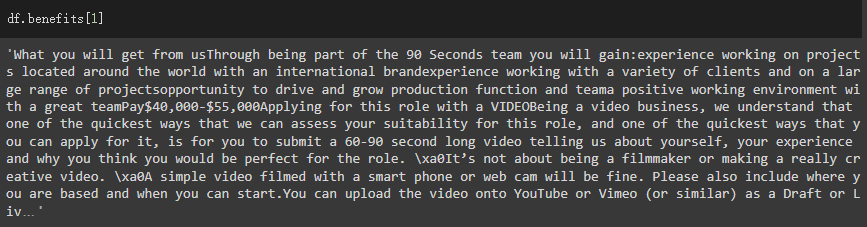 df.benefits[1]
'What you will get from usThrough being part of the 90 Seconds team you will gain:experience working on project
s located around the world with an international brandexperience working with a variety of clients and on a lar
ge range of projectsopportunity to drive and grow production function and teama positive working environment wi
th a great teamPay$40,000-$55,000Applying for this role with a VIDEOBeing a video business, we understand that
one of the quickest ways that we can assess your suitability for this role, and one of the quickest ways that y
ou can apply for it, is for you to submit a 60-90 second long video telling us about yourself, your experience
and why you think you would be perfect for the role. \xa0It’s not about being a filmmaker or making a really cr
eative video. \xa0A simple video filmed with a smart phone or web cam will be fine. Please also include where y
ou are based and when you can start.You can upload the video onto YouTube or Vimeo (or similar) as a Draft or L
iv…'